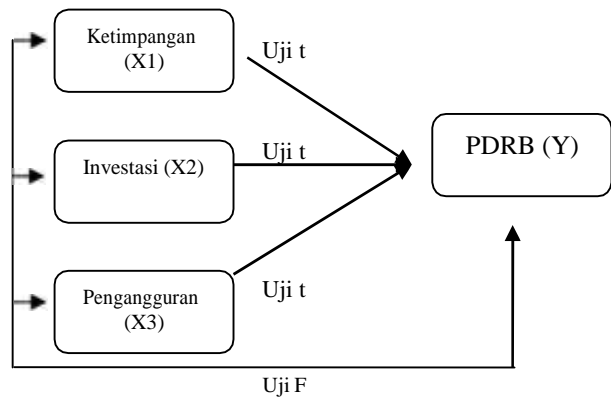 Ketimpangan
(X1)
Uji t
Investasi (X2)
Uji t
PDRB (Y)
Pengangguran
(X3)
Uji t
Uji F